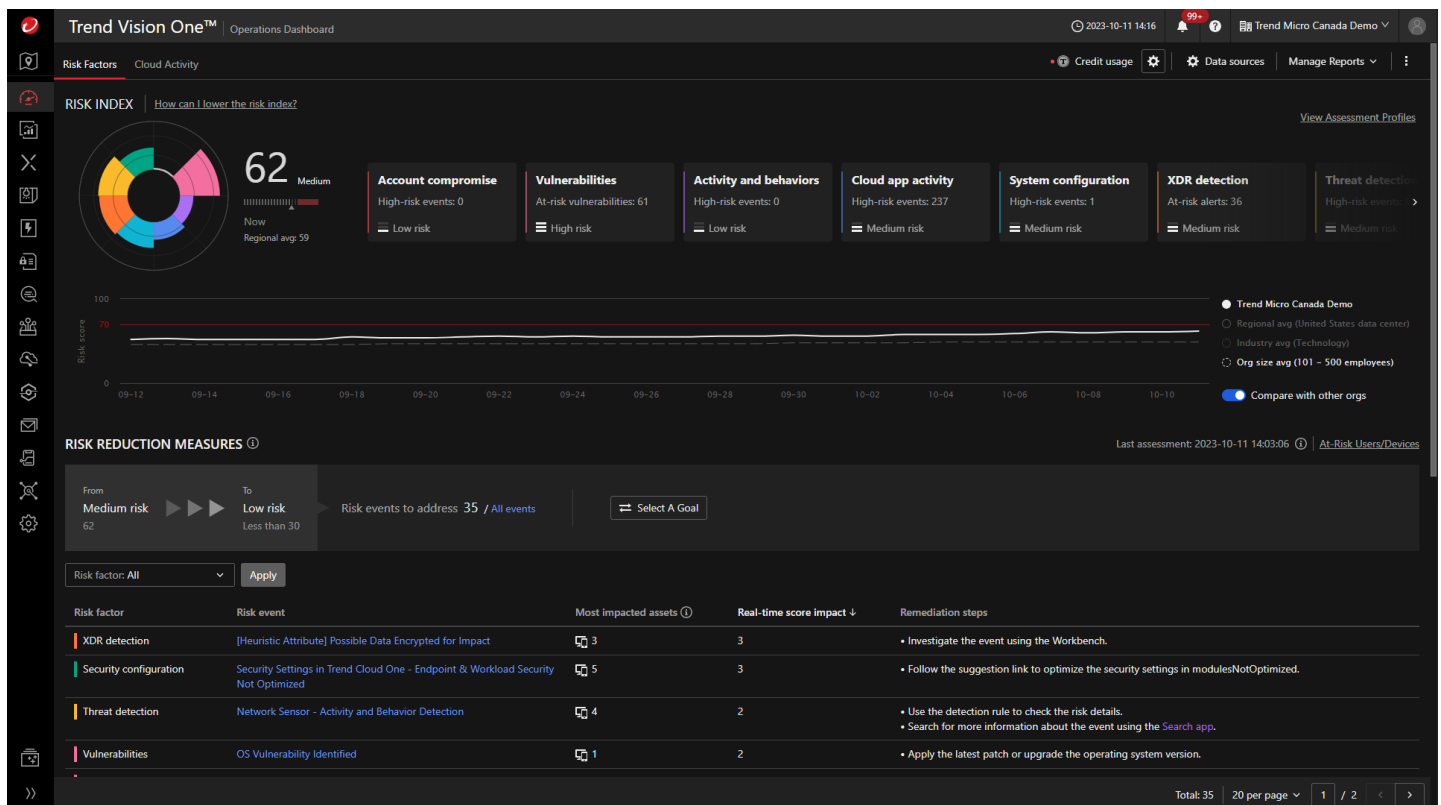 Trend Vision One™ | Operations Dashboard
2023-10-11 14:16
99+
Trend Micro Canada Demo
Risk Factors
Cloud Activity
Credit usage
Data sources
Manage Reports
RISK INDEX
How can I lower the risk index?
View Assessment Profiles
62 Medium
Now
Regional avg: 59
Account compromise
High-risk events: 0
Low risk
Vulnerabilities
At-risk vulnerabilities: 61
High risk
Activity and behaviors
High-risk events: 0
Low risk
Cloud app activity
High-risk events: 237
Medium risk
System configuration
High-risk events: 1
Medium risk
XDR detection
At-risk alerts: 36
Medium risk
Threat detection
High-risk events:
Medium risk
Risk score
100
70
0
09-12 09-14 09-16 09-18 09-20 09-22 09-24 09-26 09-28 09-30 10-02 10-04 10-06 10-08 10-10
Trend Micro Canada Demo
Regional avg (United States data center)
Industry avg (Technology)
Org size avg (101 – 500 employees)
Compare with other orgs
RISK REDUCTION MEASURES
Last assessment: 2023-10-11 14:03:06
At-Risk Users/Devices
From
Medium risk
62
To
Low risk
Less than 30
Risk events to address 35 / All events
Select A Goal
Risk factor: All
Apply
Risk factor Risk event Most impacted assets Real-time score impact ↓ Remediation steps
XDR detection [Heuristic Attribute] Possible Data Encrypted for Impact 3 3 • Investigate the event using the Workbench.
Security configuration Security Settings in Trend Cloud One - Endpoint & Workload Security 5 3 • Follow the suggestion link to optimize the security settings in modulesNotOptimized.
Not Optimized
Threat detection Network Sensor - Activity and Behavior Detection 4 2 • Use the detection rule to check the risk details.
• Search for more information about the event using the Search app.
Vulnerabilities OS Vulnerability Identified 1 2 • Apply the latest patch or upgrade the operating system version.
Total: 35 20 per page 1 / 2